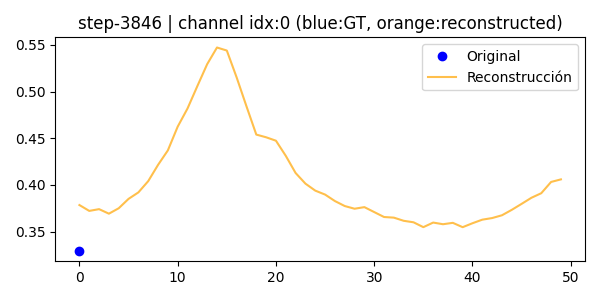 step-3846 | channel idx:0 (blue:GT, orange:reconstructed)
Original
Reconstrucción
0.55
0.50
0.45
0.40
0.35
0 10 20 30 40 50